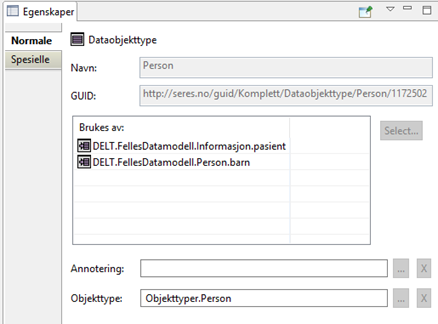 Egenskaper
Normale
Spesielle
Dataobjekttype
Navn: Person
GUID: http://seres.no/guid/Komplett/Dataobjekttype/Person/1172502
Brukes av:
DELT.FellesDatamodell.Informasjon.pasient
DELT.FellesDatamodell.Person.barn
Select...
Annotering: ... X
Objekttype: Objekttyper.Person ... X